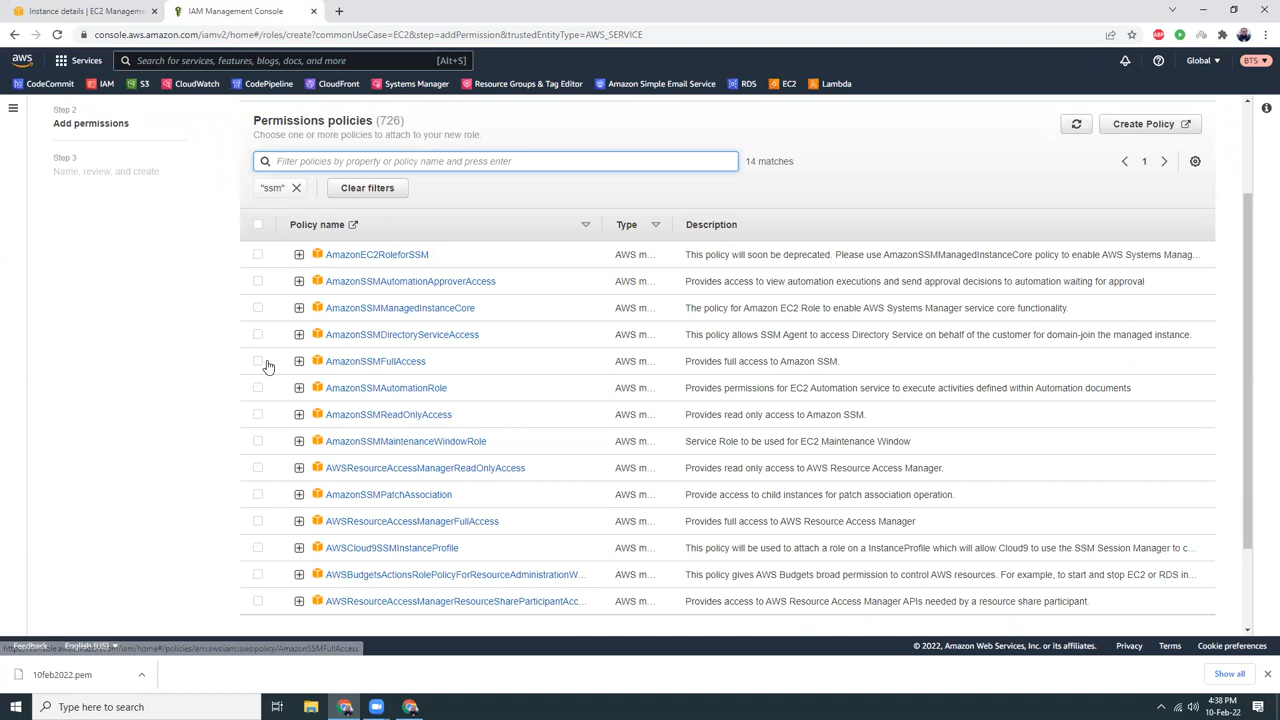 Instance details | EC2 Manageme
IAM Management Console
console.aws.amazon.com/iamv2/home#/roles/create?commonUseCase=EC2&step=addPermission&trustedEntityType=AWS_SERVICE
aws Services Search for services, features, blogs, docs, and more [Alt+S] Global ▼ BTS ▼
CodeCommit IAM S3 CloudWatch CodePipeline CloudFront Systems Manager Resource Groups & Tag Editor Amazon Simple Email Service RDS EC2 Lambda
Step 2
Add permissions
Step 3
Name, review, and create
Permissions policies (726)
Choose one or more policies to attach to your new role.
Create Policy
Filter policies by property or policy name and press enter
14 matches
1
"ssm"
Clear filters
Policy name Type Description
AmazonEC2RoleforSSM AWS m... This policy will soon be deprecated. Please use AmazonSSMManagedInstanceCore policy to enable AWS Systems Manag...
AmazonSSMAutomationApproverAccess AWS m... Provides access to view automation executions and send approval decisions to automation waiting for approval
AmazonSSMManagedInstanceCore AWS m... The policy for Amazon EC2 Role to enable AWS Systems Manager service core functionality.
AmazonSSMDirectoryServiceAccess AWS m... This policy allows SSM Agent to access Directory Service on behalf of the customer for domain-join the managed instance.
AmazonSSMFullAccess AWS m... Provides full access to Amazon SSM.
AmazonSSMAutomationRole AWS m... Provides permissions for EC2 Automation service to execute activities defined within Automation documents
AmazonSSMReadOnlyAccess AWS m... Provides read only access to Amazon SSM.
AmazonSSMMaintenanceWindowRole AWS m... Service Role to be used for EC2 Maintenance Window
AWSResourceAccessManagerReadOnlyAccess AWS m... Provides read only access to AWS Resource Access Manager.
AmazonSSMPatchAssociation AWS m... Provide access to child instances for patch association operation.
AWSResourceAccessManagerFullAccess AWS m... Provides full access to AWS Resource Access Manager
AWSCloud9SSMInstanceProfile AWS m... This policy will be used to attach a role on a InstanceProfile which will allow Cloud9 to use the SSM Session Manager to c...
AWSBudgetsActionsRolePolicyForResourceAdministrationW... AWS m... This policy gives AWS Budgets broad permission to control AWS resources. For example, to start and stop EC2 or RDS in...
AWSResourceAccessManagerResourceShareParticipantAcc... AWS m... Provides access to AWS Resource Access Manager APIs needed by a resource share participant.
Feedback English (US) ▼ © 2022, Amazon Web Services, Inc. or its affiliates. Privacy Terms Cookie preferences
10feb2022.pem
Show all
Type here to search
4:38 PM
10-Feb-22